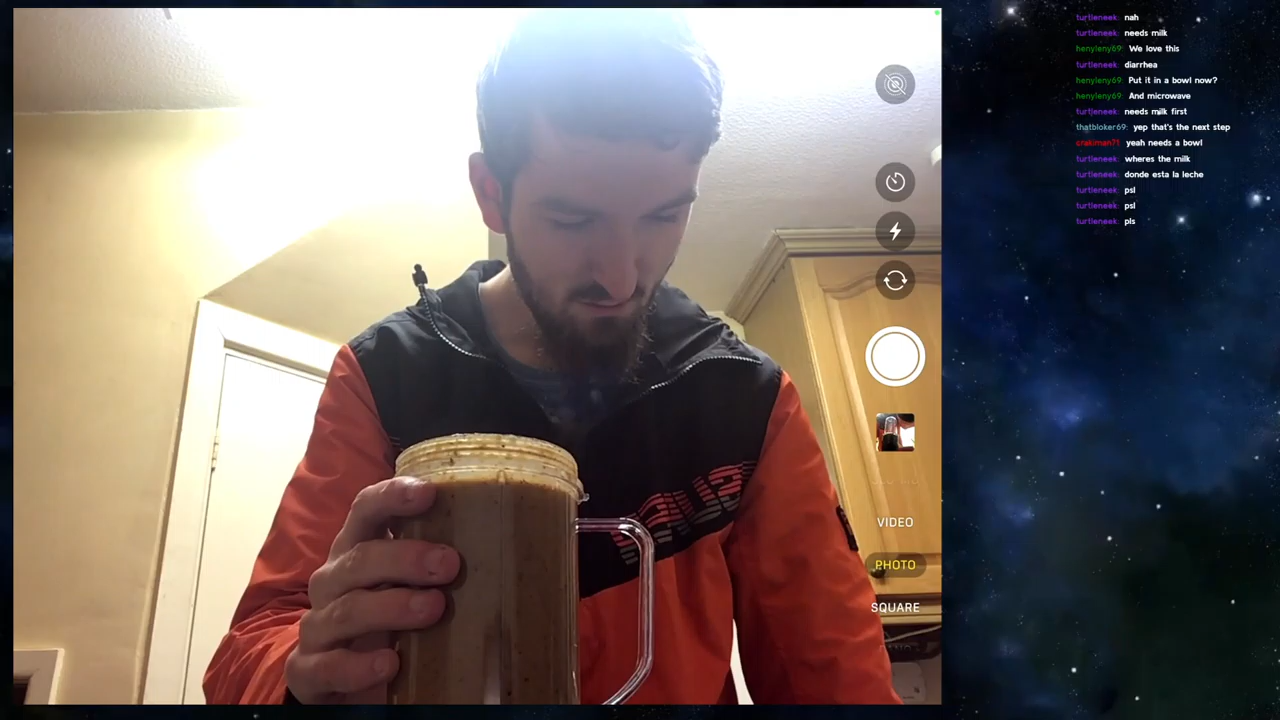 turtleneek: nah
turtleneek: needs milk
henyleny69: We love this
turtleneek: diarrhea
henyleny69: Put it in a bowl now?
henyleny69: And microwave
turtleneek: needs milk first
thatbloker69: yep that's the next step
crakiman71: yeah needs a bowl
turtleneek: wheres the milk
turtleneek: donde esta la leche
turtleneek: psl
turtleneek: psl
turtleneek: pls
VIDEO
PHOTO
SQUARE